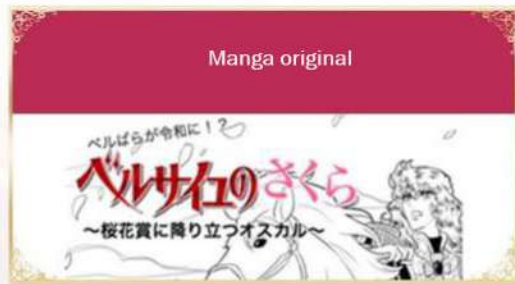 Manga original
ベルばらが令和に！？
ベルサイユのさくら
〜桜花賞に降り立つオスカル〜